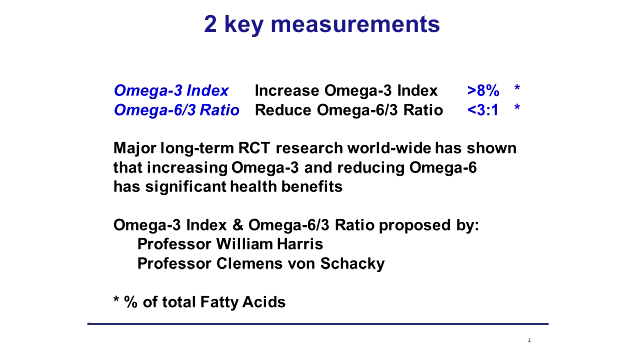 2 key measurements
Omega-3 Index Increase Omega-3 Index >8% *
Omega-6/3 Ratio Reduce Omega-6/3 Ratio <3:1 *
Major long-term RCT research world-wide has shown
that increasing Omega-3 and reducing Omega-6
has significant health benefits
Omega-3 Index & Omega-6/3 Ratio proposed by:
Professor William Harris
Professor Clemens von Schacky
* % of total Fatty Acids